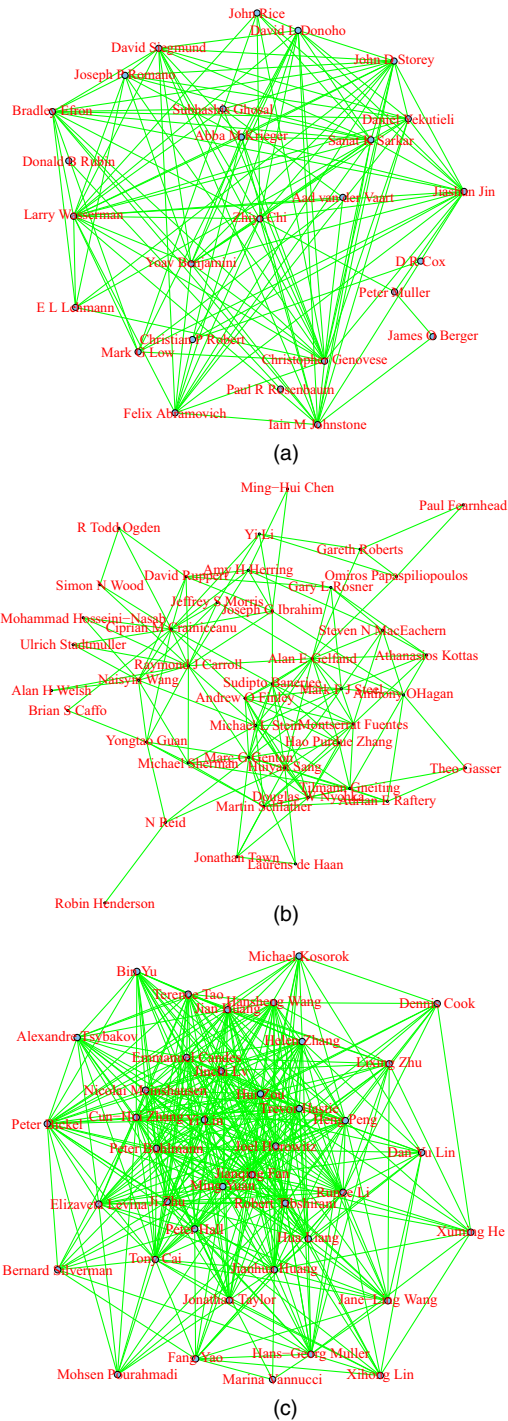 John Rice
David L Donoho
David Siegmund
John D Storey
Joseph P Romano
Bradley Efron
Subhashis Ghosal
Daniel Yekutieli
Abba M Krieger
Sanat K Sarkar
Donald B Rubin
Jiashun Jin
Aad van der Vaart
Larry Wasserman
Zhiyi Chi
Yoav Benjamini
D R Cox
Peter Muller
E L Lehmann
James O Berger
Christian P Robert
Mark G Low
Christopher Genovese
Paul R Rosenbaum
Felix Abramovich
Iain M Johnstone
(a)
Ming−Hui Chen
Paul Fearnhead
R Todd Ogden
Yi Li
Gareth Roberts
Amy H Herring
David Ruppert
Omiros Papaspiliopoulos
Simon N Wood
Gary L Rosner
Jeffrey S Morris
Joseph G Ibrahim
Mohammad Hosseini−Nasab
Ciprian M Crainiceanu
Steven N MacEachern
Ulrich Stadtmuller
Raymond J Carroll
Alan E Gelfand
Athanasios Kottas
Naisyin Wang
Sudipto Banerjee
Alan H Welsh
Mark F J Steel
Anthony OHagan
Andrew O Finley
Brian S Caffo
Michael L Stein
Montserrat Fuentes
Yongtao Guan
Hao Purdue Zhang
Marc G Genton
Michael Sherman
Huiyan Sang
Theo Gasser
Tilmann Gneiting
Douglas W Nychka
Adrian E Raftery
Martin Schlather
N Reid
Jonathan Tawn
Laurens de Haan
Robin Henderson
(b)
Michael Kosorok
Bin Yu
Terence Tao
Hansheng Wang
Dennis Cook
Jian Huang
Alexandre Tsybakov
Helen Zhang
Emmanuel Candes
Lixing Zhu
Jinchi Lv
Nicolai Meinshausen
Hui Zou
Trevor Hastie
Peter Bickel
Cun−Hui Zhang
Yi Lin
Heng Peng
Peter Buhlmann
Joel Horowitz
Dan Yu Lin
Jianqing Fan
Ming Yuan
Runze Li
Elizaveta Levina
Ji Zhu
Robert Tibshirani
Peter Hall
Xuming He
Hua Liang
Tony Cai
Bernard Silverman
Jianhua Huang
Jonathan Taylor
Jane−Ling Wang
Fang Yao
Hans−Georg Muller
Mohsen Pourahmadi
Marina Vannucci
Xihong Lin
(c)